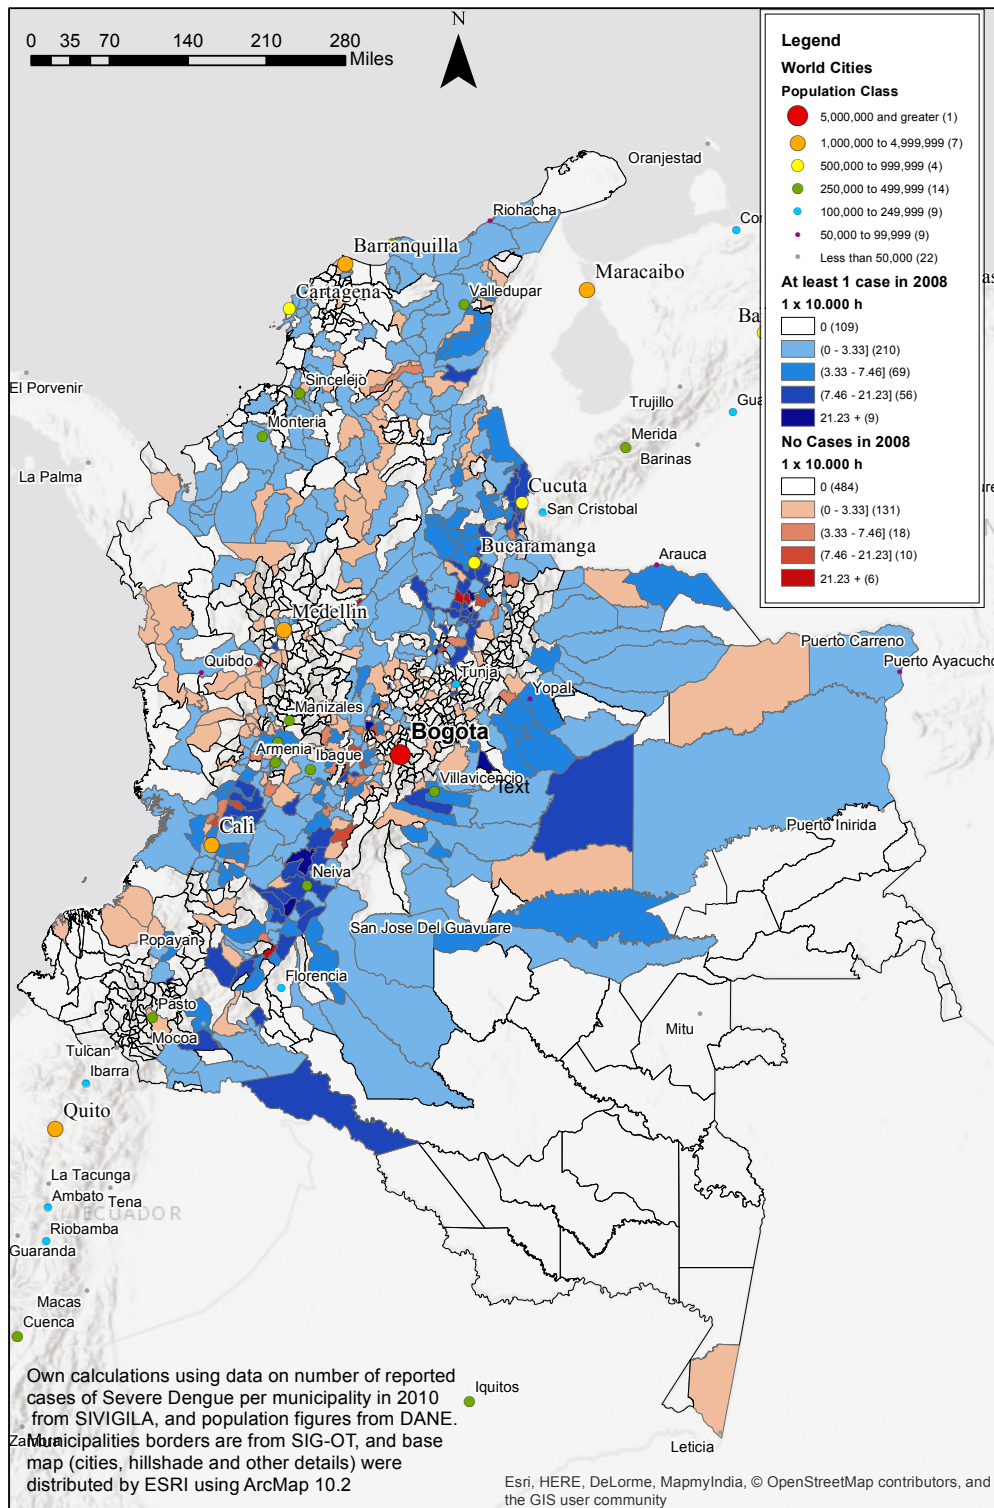 N
0 35 70 140 210 280
Miles
Legend
World Cities
Population Class
5,000,000 and greater (1)
1,000,000 to 4,999,999 (7)
500,000 to 999,999 (4)
250,000 to 499,999 (14)
100,000 to 249,999 (9)
50,000 to 99,999 (9)
Less than 50,000 (22)
At least 1 case in 2008
1 x 10.000 h
0 (109)
(0 - 3.33] (210)
(3.33 - 7.46] (69)
(7.46 - 21.23] (56)
21.23 + (9)
No Cases in 2008
1 x 10.000 h
0 (484)
(0 - 3.33] (131)
(3.33 - 7.46] (18)
(7.46 - 21.23] (10)
21.23 + (6)
Oranjestad
Riohacha
Barranquilla
Maracaibo
Cartagena
Valledupar
El Porvenir
Sincelejo
Trujillo
Monteria
Merida
Barinas
La Palma
Cucuta
San Cristobal
Bucaramanga
Arauca
Medellin
Puerto Carreno
Puerto Ayacucho
Quibdo
Tunja
Yopal
Manizales
Bogota
Armenia
Ibague
Villavicencio
Text
Cali
Puerto Inirida
Neiva
San Jose Del Guavuare
Popayan
Florencia
Pasto
Mitu
Mocoa
Tulcan
Ibarra
Quito
La Tacunga
Ambato
Tena
ECUADOR
Riobamba
Guaranda
Macas
Cuenca
Own calculations using data on number of reported
cases of Severe Dengue per municipality in 2010
from SIVIGILA, and population figures from DANE.
Municipalities borders are from SIG-OT, and base
map (cities, hillshade and other details) were
distributed by ESRI using ArcMap 10.2
Iquitos
Leticia
Esri, HERE, DeLorme, MapmyIndia, © OpenStreetMap contributors, and
the GIS user community